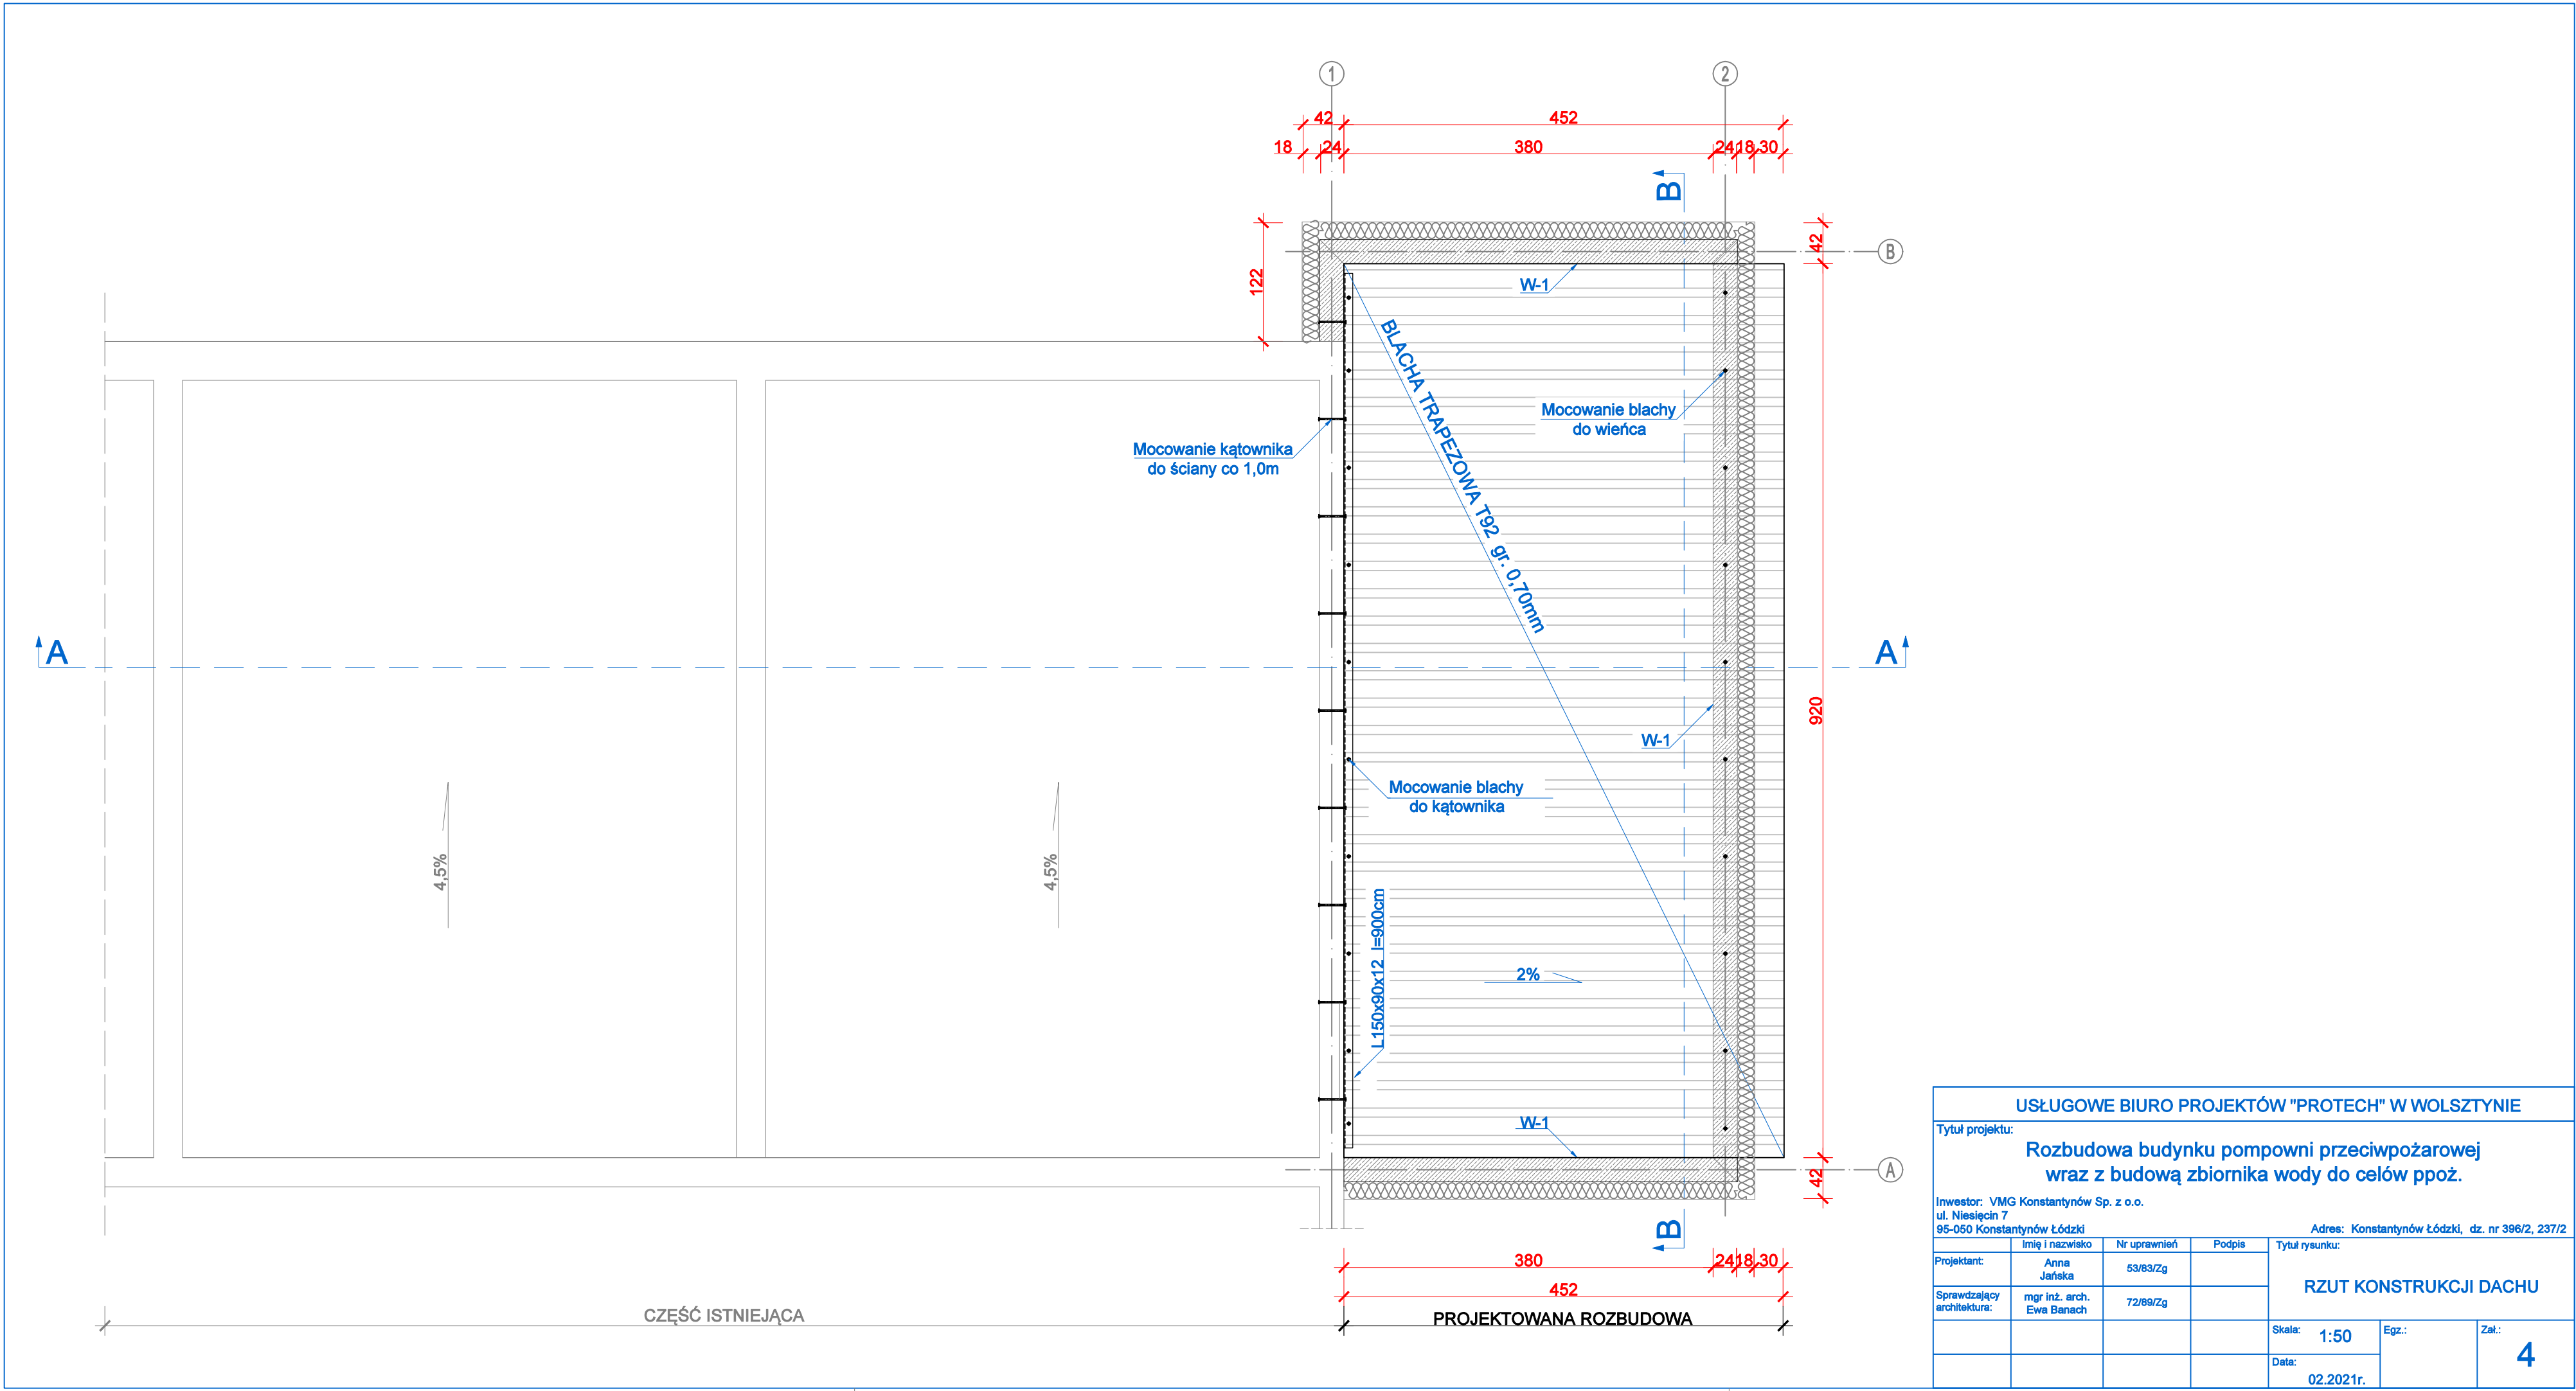 1
2
42
452
18
24
380
24
18
30
B
42
B
122
W-1
BLACHA TRAPEZOWA T92 gr. 0,70mm
Mocowanie blachy
do wieńca
Mocowanie kątownika
do ściany co 1,0m
A
A
920
W-1
Mocowanie blachy
do kątownika
4,5%
4,5%
L150x90x12 l=900cm
2%
W-1
A
42
B
380
24
18
30
452
CZĘŚĆ ISTNIEJĄCA
PROJEKTOWANA ROZBUDOWA
USŁUGOWE BIURO PROJEKTÓW "PROTECH" W WOLSZTYNIE
Tytuł projektu:
Rozbudowa budynku pompowni przeciwpożarowej
wraz z budową zbiornika wody do celów ppoż.
Inwestor: VMG Konstantynów Sp. z o.o.
ul. Niesięcin 7
95-050 Konstantynów Łódzki
Adres: Konstantynów Łódzki, dz. nr 396/2, 237/2
Imię i nazwisko
Nr uprawnień
Podpis
Tytuł rysunku:
Projektant:
Anna
Jańska
53/83/Zg
RZUT KONSTRUKCJI DACHU
Sprawdzający
architektura:
mgr inż. arch.
Ewa Banach
72/89/Zg
Skala: 1:50
Egz.:
Zał.:
4
Data:
02.2021r.